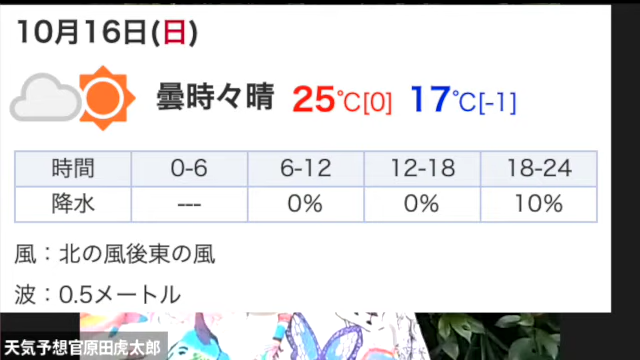 10月16日(日)
曇時々晴 25℃[0] 17℃[-1]
時間 0-6 6-12 12-18 18-24
降水 --- 0% 0% 10%
風：北の風後東の風
波：0.5メートル
天気予想官原田虎太郎